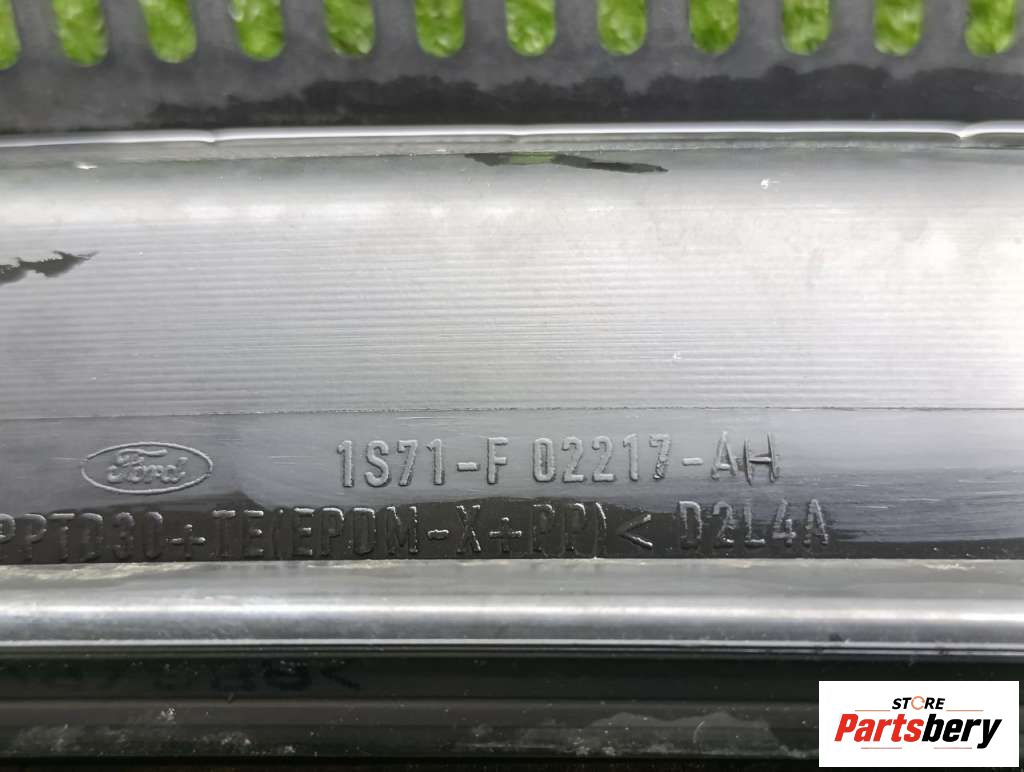 Ford 1S71-F 02217-AH
PPTD30+TE(EPDM-X+PP)< D2L4A
STORE
Partsbery